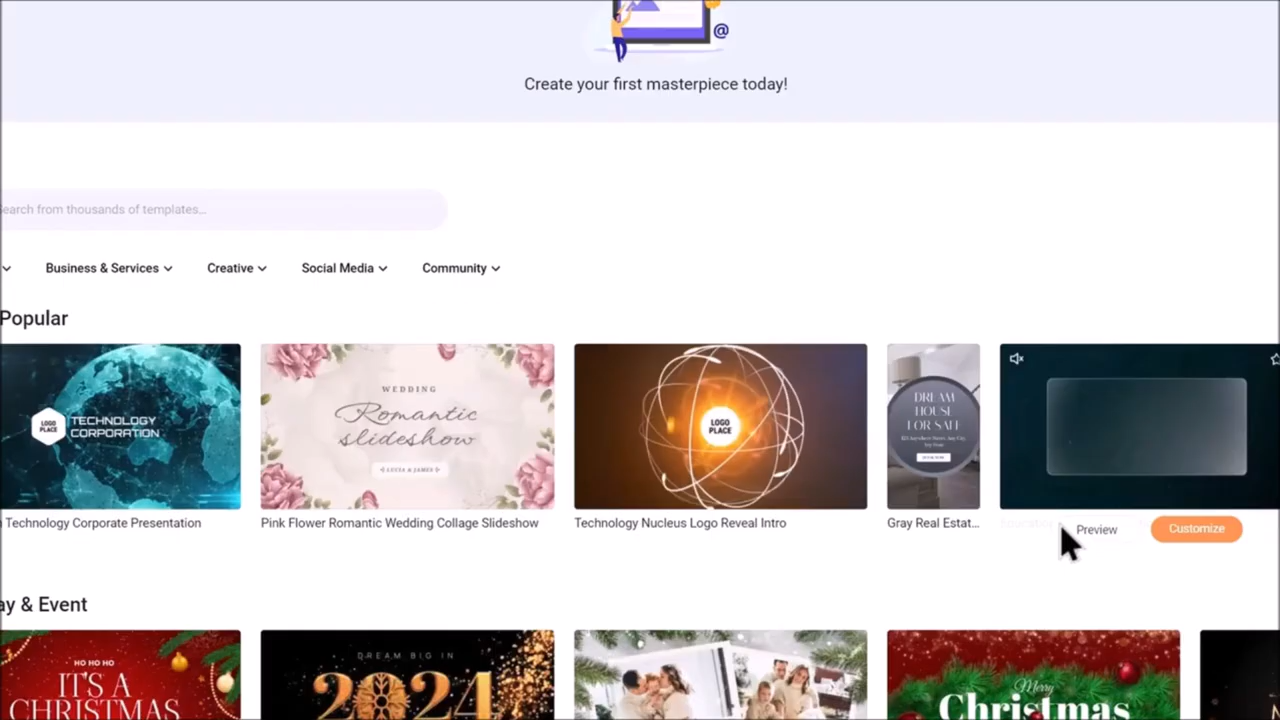 @
Create your first masterpiece today!
Search from thousands of templates...
Business & Services
Creative
Social Media
Community
Popular
LOGO PLACE
TECHNOLOGY
CORPORATION
WEDDING
Romantic
slideshow
LUCIA & JAMES
LOGO
PLACE
DREAM
HOUSE
FOR SALE
Technology Corporate Presentation
Pink Flower Romantic Wedding Collage Slideshow
Technology Nucleus Logo Reveal Intro
Gray Real Estat...
Preview
Customize
ay & Event
HO HO HO
IT'S A
CHRISTMAS
DREAM BIG IN
2024
Merry
Christmas